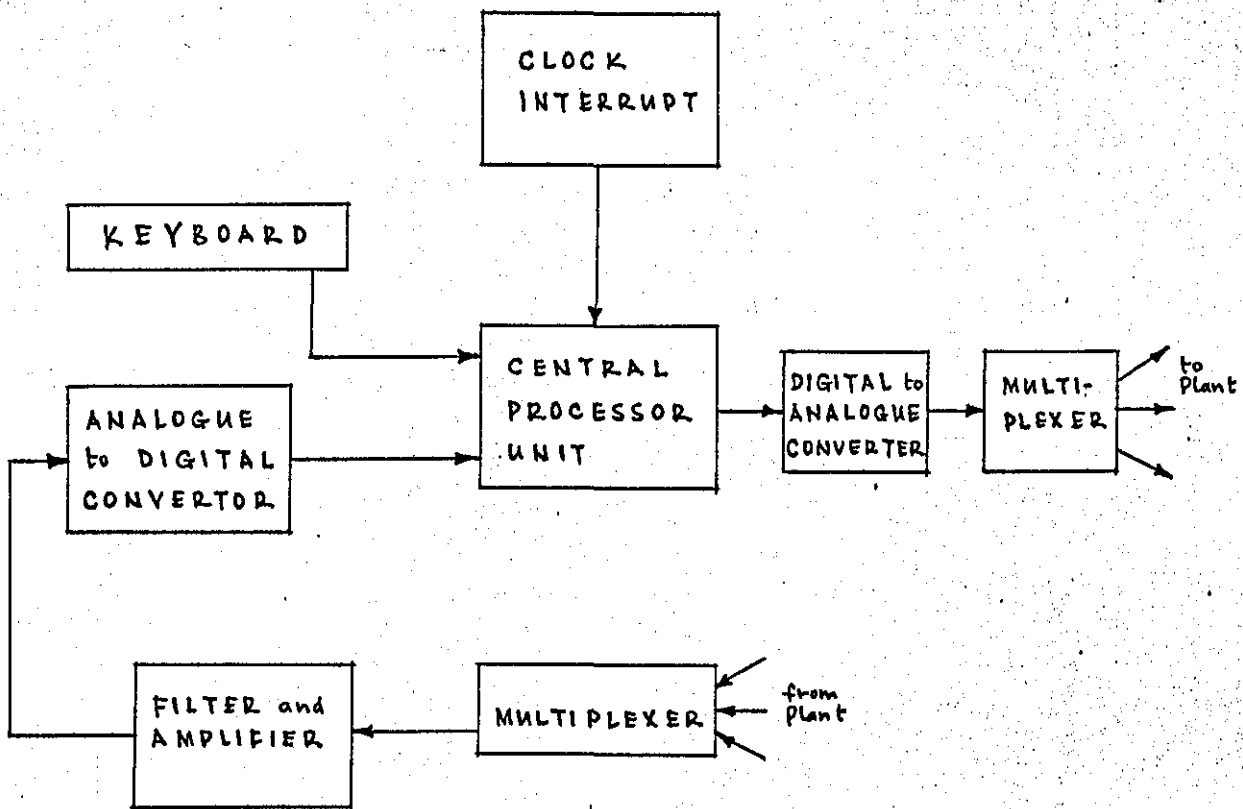 CLOCK
INTERRUPT
KEYBOARD
CENTRAL
PROCESSOR
UNIT
DIGITAL to
ANALOGUE
CONVERTER
MULTI-
PLEXER
to
Plant
ANALOGUE
to DIGITAL
CONVERTOR
FILTER and
AMPLIFIER
MULTIPLEXER
from
Plant